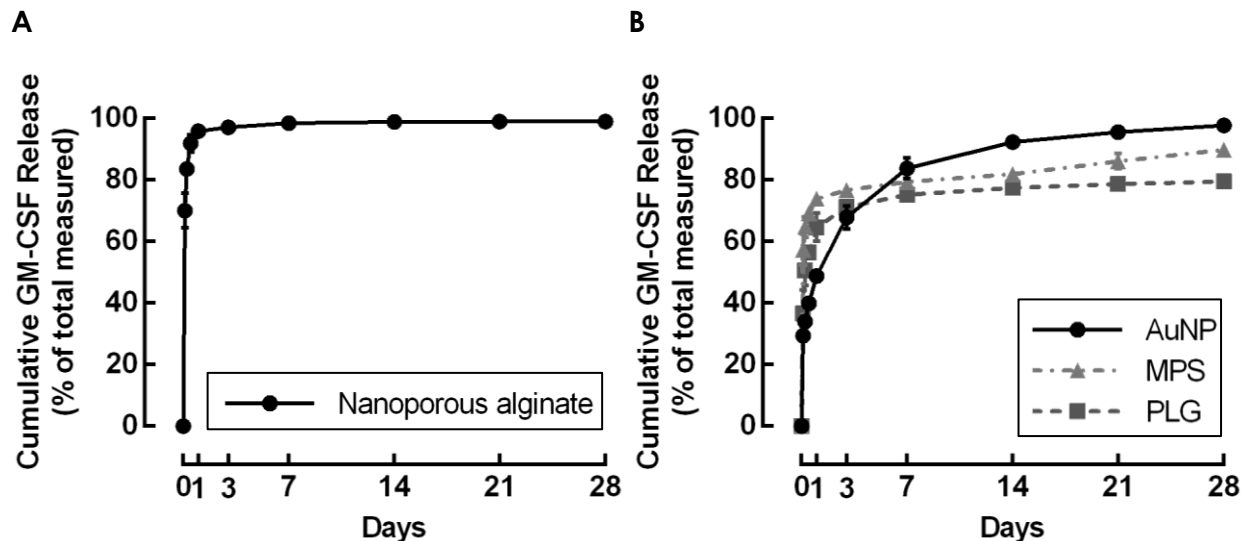 A
Cumulative GM-CSF Release
(% of total measured)
100
80
60
40
20
0
Nanoporous alginate
0 1 3 7 14 21 28
Days
B
Cumulative GM-CSF Release
(% of total measured)
100
80
60
40
20
0
AuNP
MPS
PLG
0 1 3 7 14 21 28
Days